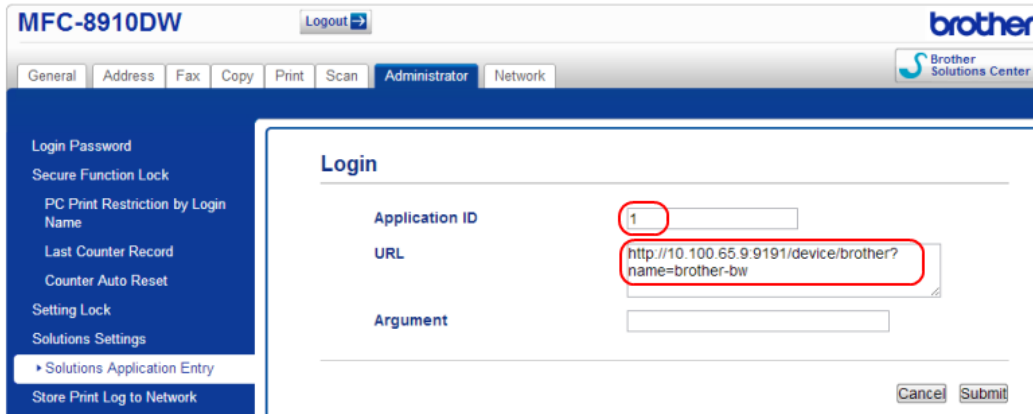 MFC-8910DW
Logout
brother
General
Address
Fax
Copy
Print
Scan
Administrator
Network
Brother
Solutions Center
Login Password
Secure Function Lock
PC Print Restriction by Login
Name
Last Counter Record
Counter Auto Reset
Setting Lock
Solutions Settings
Solutions Application Entry
Store Print Log to Network
Login
Application ID
1
URL
http://10.100.65.9:9191/device/brother?
name=brother-bw
Argument
Cancel
Submit